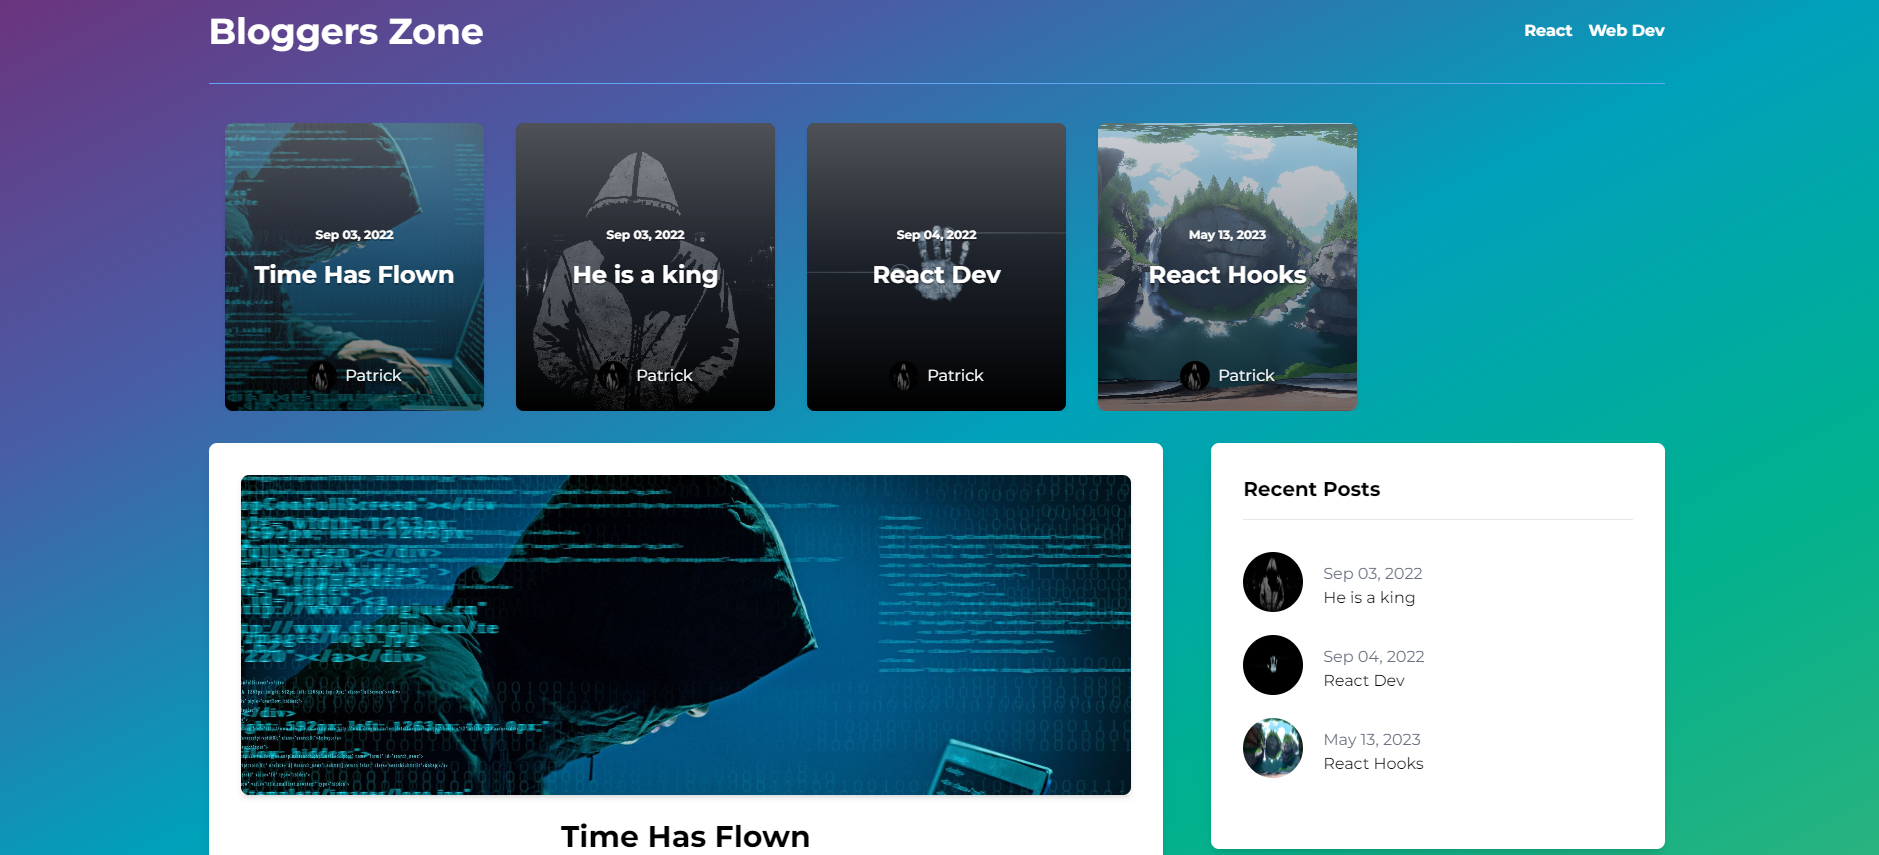 Bloggers Zone
React Web Dev
Sep 03, 2022
Time Has Flown
Patrick
Sep 03, 2022
He is a king
Patrick
Sep 04, 2022
React Dev
Patrick
May 13, 2023
React Hooks
Patrick
Time Has Flown
Recent Posts
Sep 03, 2022
He is a king
Sep 04, 2022
React Dev
May 13, 2023
React Hooks